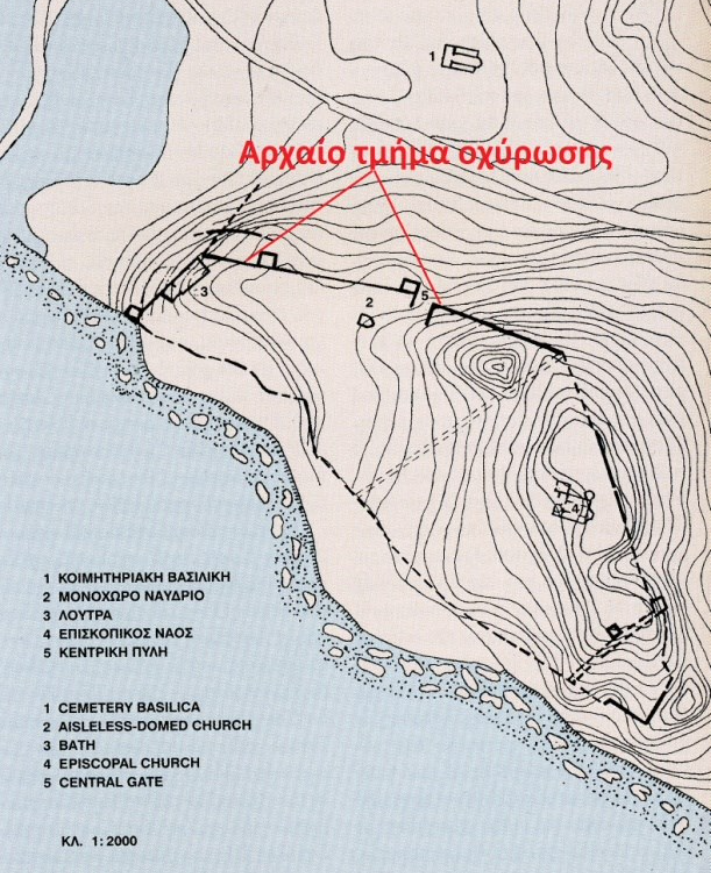 1
Αρχαίο τμήμα οχύρωσης
3
2
5
4
1 ΚΟΙΜΗΤΗΡΙΑΚΗ ΒΑΣΙΛΙΚΗ
2 ΜΟΝΟΧΩΡΟ ΝΑΥΔΡΙΟ
3 ΛΟΥΤΡΑ
4 ΕΠΙΣΚΟΠΙΚΟΣ ΝΑΟΣ
5 ΚΕΝΤΡΙΚΗ ΠΥΛΗ
1 CEMETERY BASILICA
2 AISLELESS-DOMED CHURCH
3 BATH
4 EPISCOPAL CHURCH
5 CENTRAL GATE
ΚΛ. 1:2000